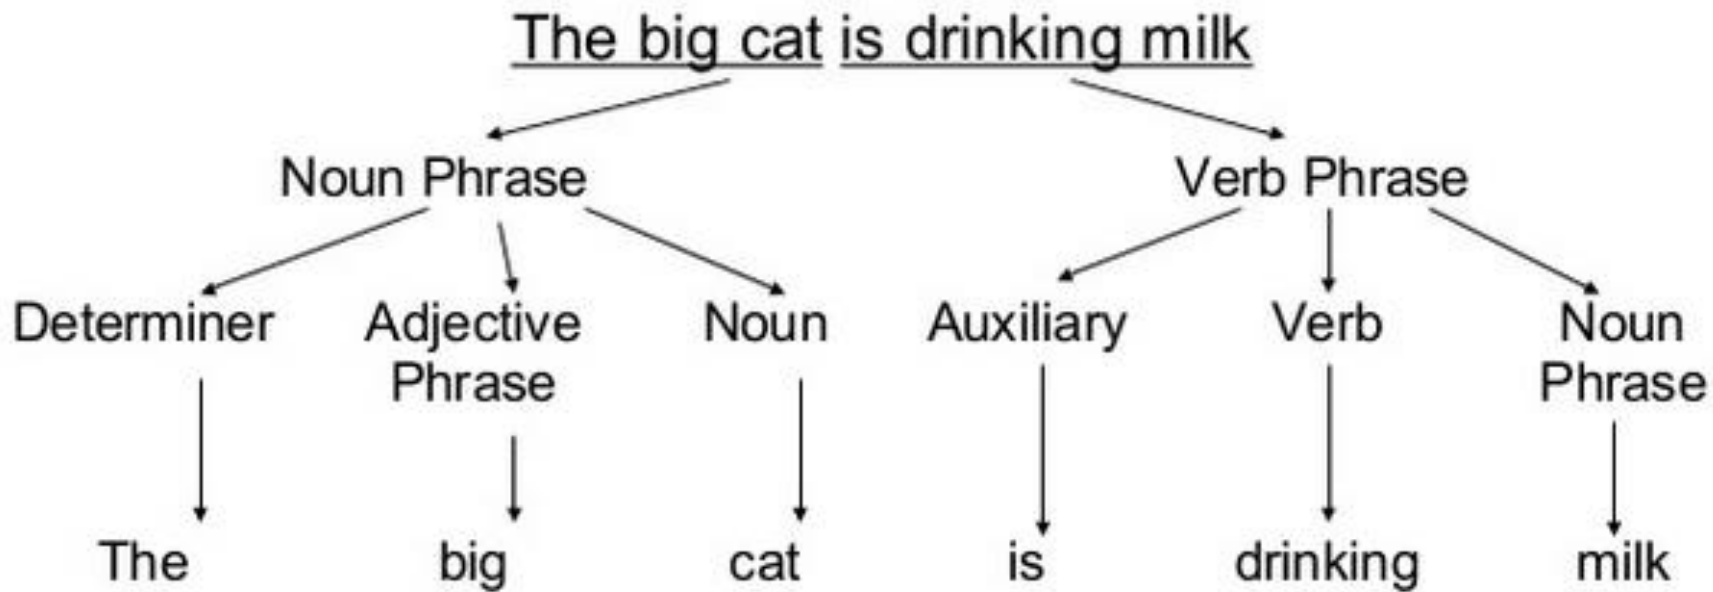 The big cat is drinking milk
Noun Phrase Verb Phrase
Determiner Adjective Phrase Noun Auxiliary Verb Noun Phrase
The big cat is drinking milk